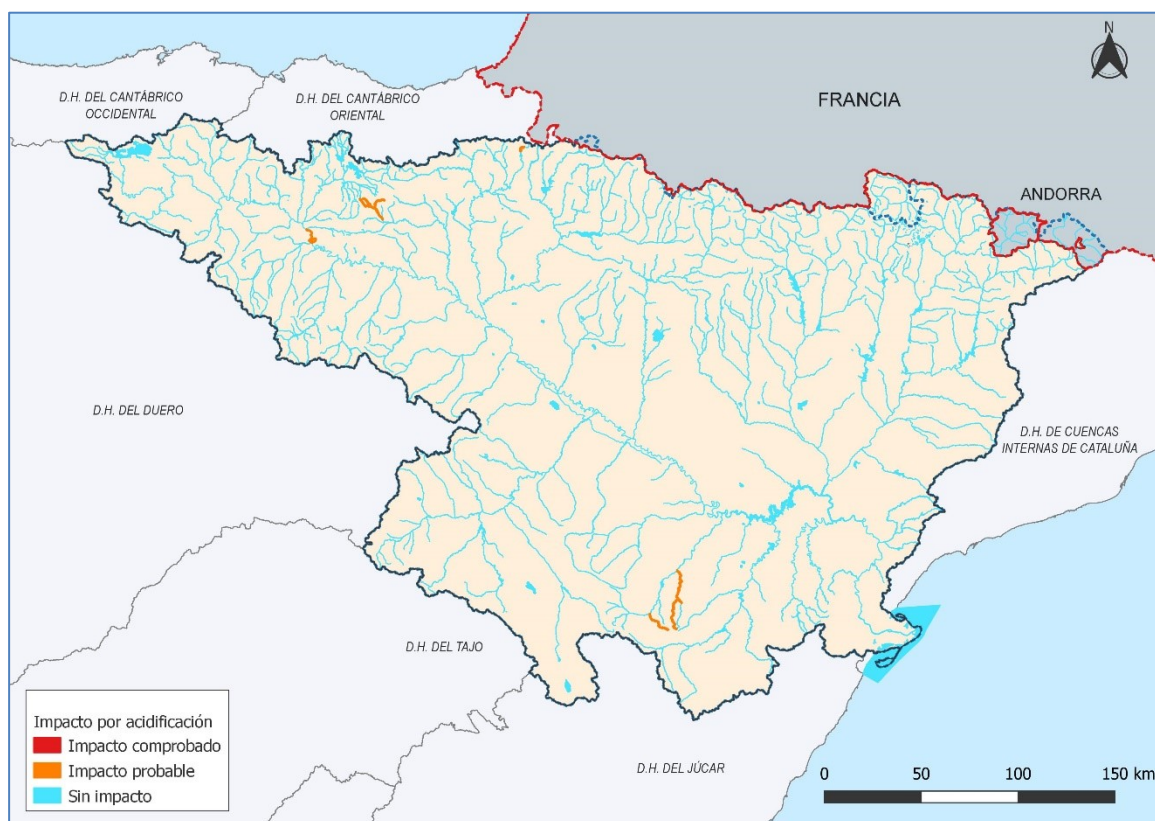 N
D.H. DEL CANTÁBRICO
OCCIDENTAL
D.H. DEL CANTÁBRICO
ORIENTAL
FRANCIA
ANDORRA
D.H. DEL DUERO
D.H. DE CUENCAS
INTERNAS DE CATALUÑA
D.H. DEL TAJO
D.H. DEL JÚCAR
Impacto por acidificación
Impacto comprobado
Impacto probable
Sin impacto
0 50 100 150 km